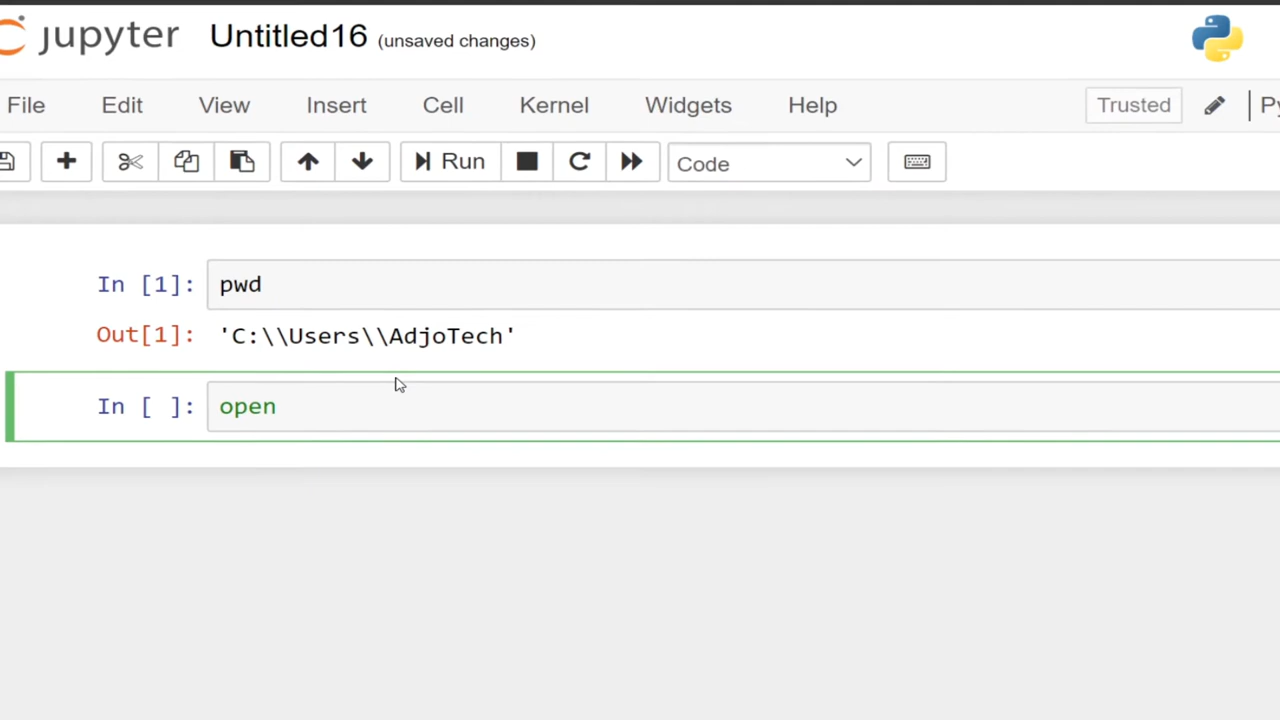 jupyter Untitled16 (unsaved changes)
File Edit View Insert Cell Kernel Widgets Help Trusted Py
Run Code
In [1]: pwd
Out[1]: 'C:\\Users\\AdjoTech'
In [ ]: open